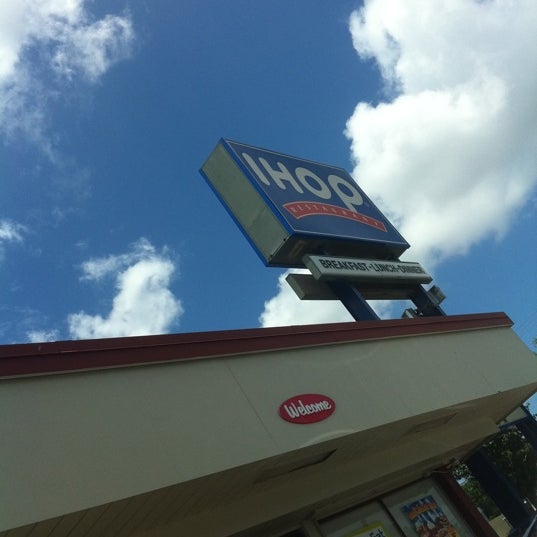 IHOP
RESTAURANT
BREAKFAST-LUNCH-DINNER
Welcome